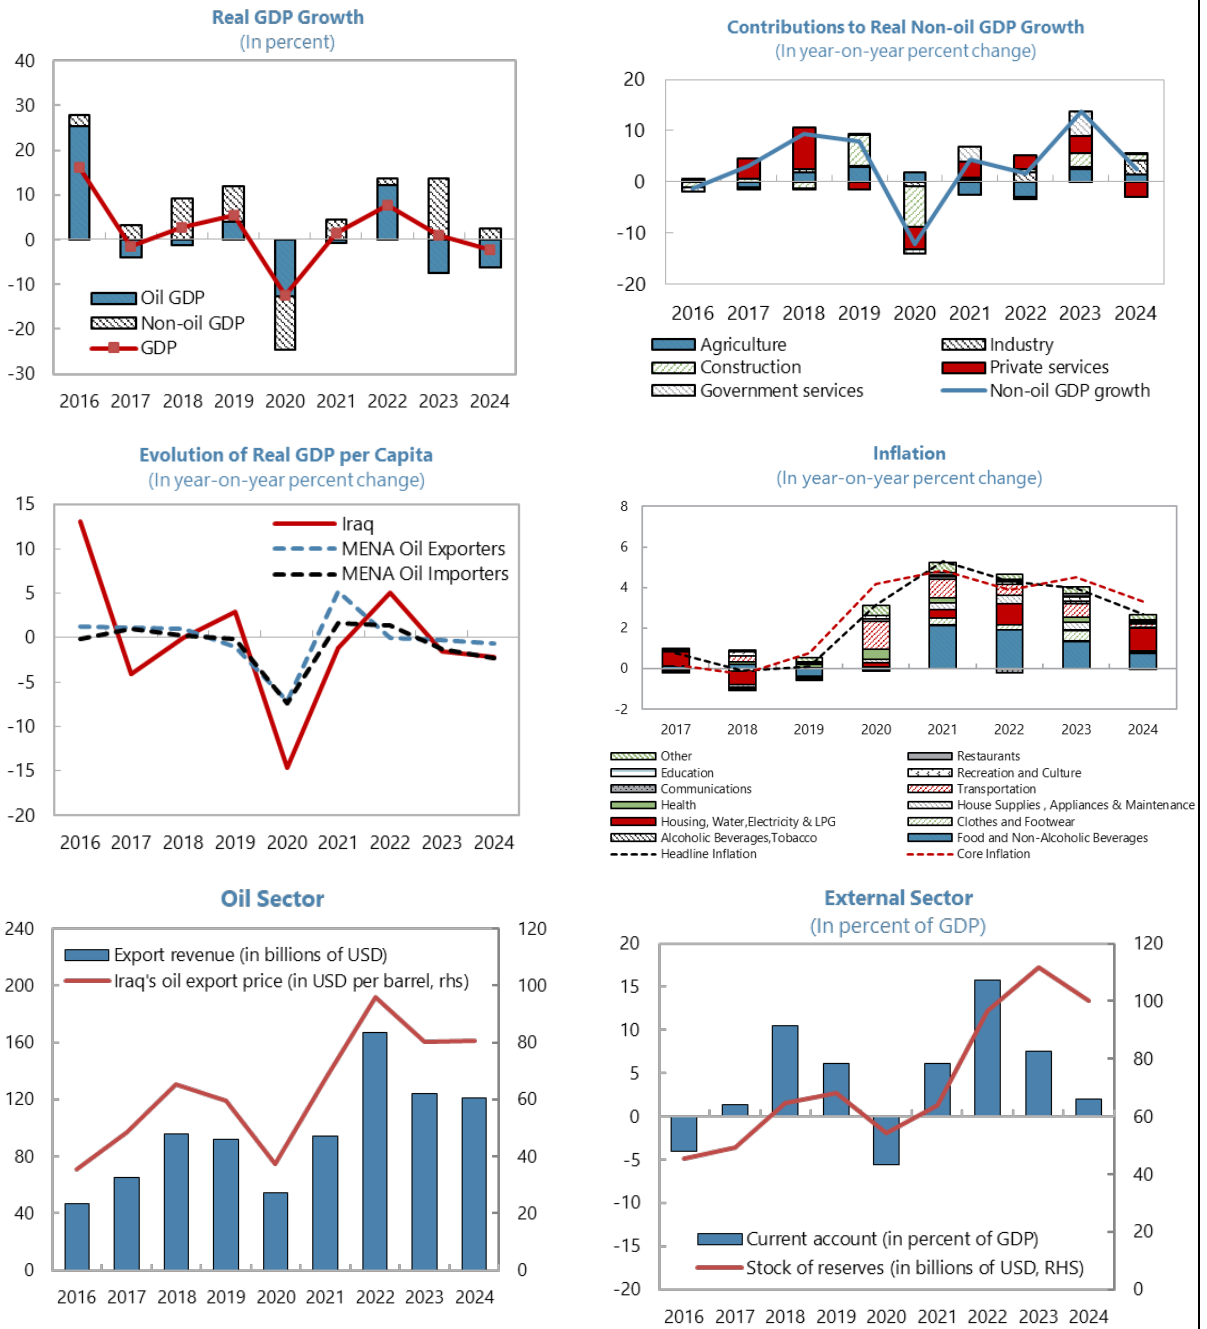 Real GDP Growth
(In percent)
40
30
20
10
0
-10
-20
-30
Oil GDP
Non-oil GDP
GDP
2016 2017 2018 2019 2020 2021 2022 2023 2024
Contributions to Real Non-oil GDP Growth
(In year-on-year percent change)
20
10
0
-10
-20
2016 2017 2018 2019 2020 2021 2022 2023 2024
Agriculture Industry
Construction Private services
Government services Non-oil GDP growth
Evolution of Real GDP per Capita
(In year-on-year percent change)
15
10
5
0
-5
-10
-15
-20
Iraq
MENA Oil Exporters
MENA Oil Importers
2016 2017 2018 2019 2020 2021 2022 2023 2024
Inflation
(In year-on-year percent change)
8
6
4
2
0
-2
2017 2018 2019 2020 2021 2022 2023 2024
Other Restaurants
Education Recreation and Culture
Communications Transportation
Health House Supplies , Appliances & Maintenance
Housing, Water,Electricity & LPG Clothes and Footwear
Alcoholic Beverages,Tobacco Food and Non-Alcoholic Beverages
Headline Inflation Core Inflation
Oil Sector
240 120
200 100
160 80
120 60
80 40
40 20
0 0
Export revenue (in billions of USD)
Iraq's oil export price (in USD per barrel, rhs)
2016 2017 2018 2019 2020 2021 2022 2023 2024
External Sector
(In percent of GDP)
20
15
10
5
0
-5
-10
-15
-20
120
100
80
60
40
20
0
Current account (in percent of GDP)
Stock of reserves (in billions of USD, RHS)
2016 2017 2018 2019 2020 2021 2022 2023 2024